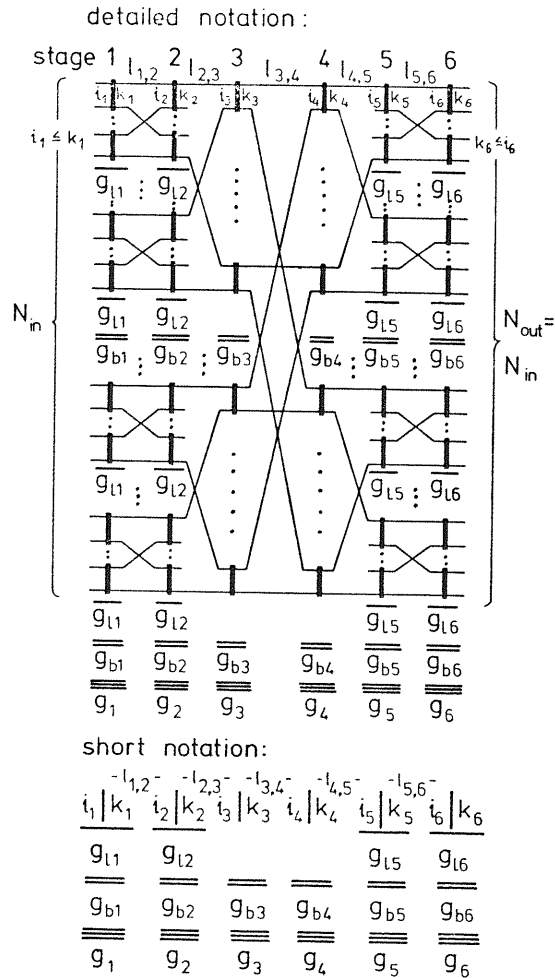 detailed notation:
stage 1 l1,2 2 l2,3 3 l3,4 4 l4,5 5 l5,6 6
i1 k1 i2 k2 i3 k3 i4 k4 i5 k5 i6 k6
i1 ≤ k1 k6 ≤ i6
gl1 gl2 gl5 gl6
Nin Nout=
Nin
gl1 gl2 gl5 gl6
gb1 gb2 gb3 gb4 gb5 gb6
gl1 gl2 gl5 gl6
gl1 gl2 gl5 gl6
gb1 gb2 gb3 gb4 gb5 gb6
g1 g2 g3 g4 g5 g6
short notation:
-l1,2- -l2,3- -l3,4- -l4,5- -l5,6-
i1|k1 i2|k2 i3|k3 i4|k4 i5|k5 i6|k6
gl1 gl2 gl5 gl6
gb1 gb2 gb3 gb4 gb5 gb6
g1 g2 g3 g4 g5 g6